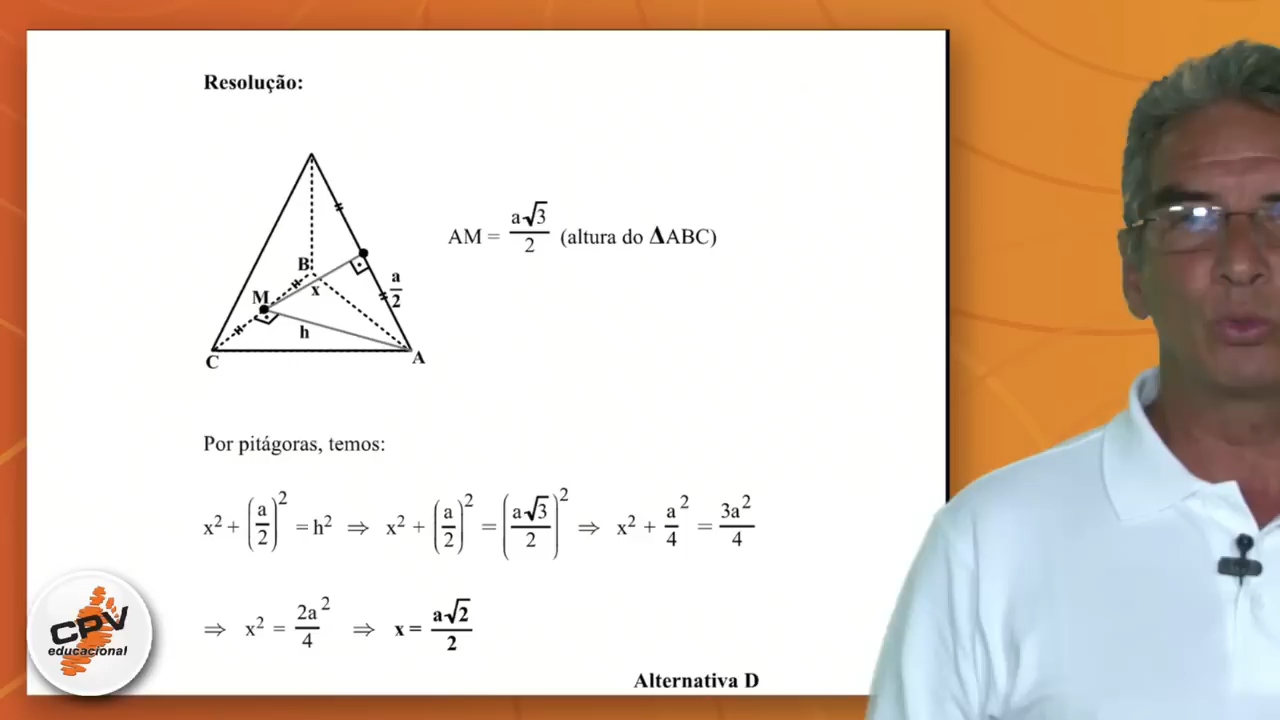 Resolução:
AM = a√3/2 (altura do ΔABC)
B
a/2
x
M
h
C
A
Por pitágoras, temos:
x² + (a/2)² = h² ⇒ x² + (a/2)² = (a√3/2)² ⇒ x² + a²/4 = 3a²/4
⇒ x² = 2a²/4 ⇒ x = a√2/2
CPV
educacional
Alternativa D